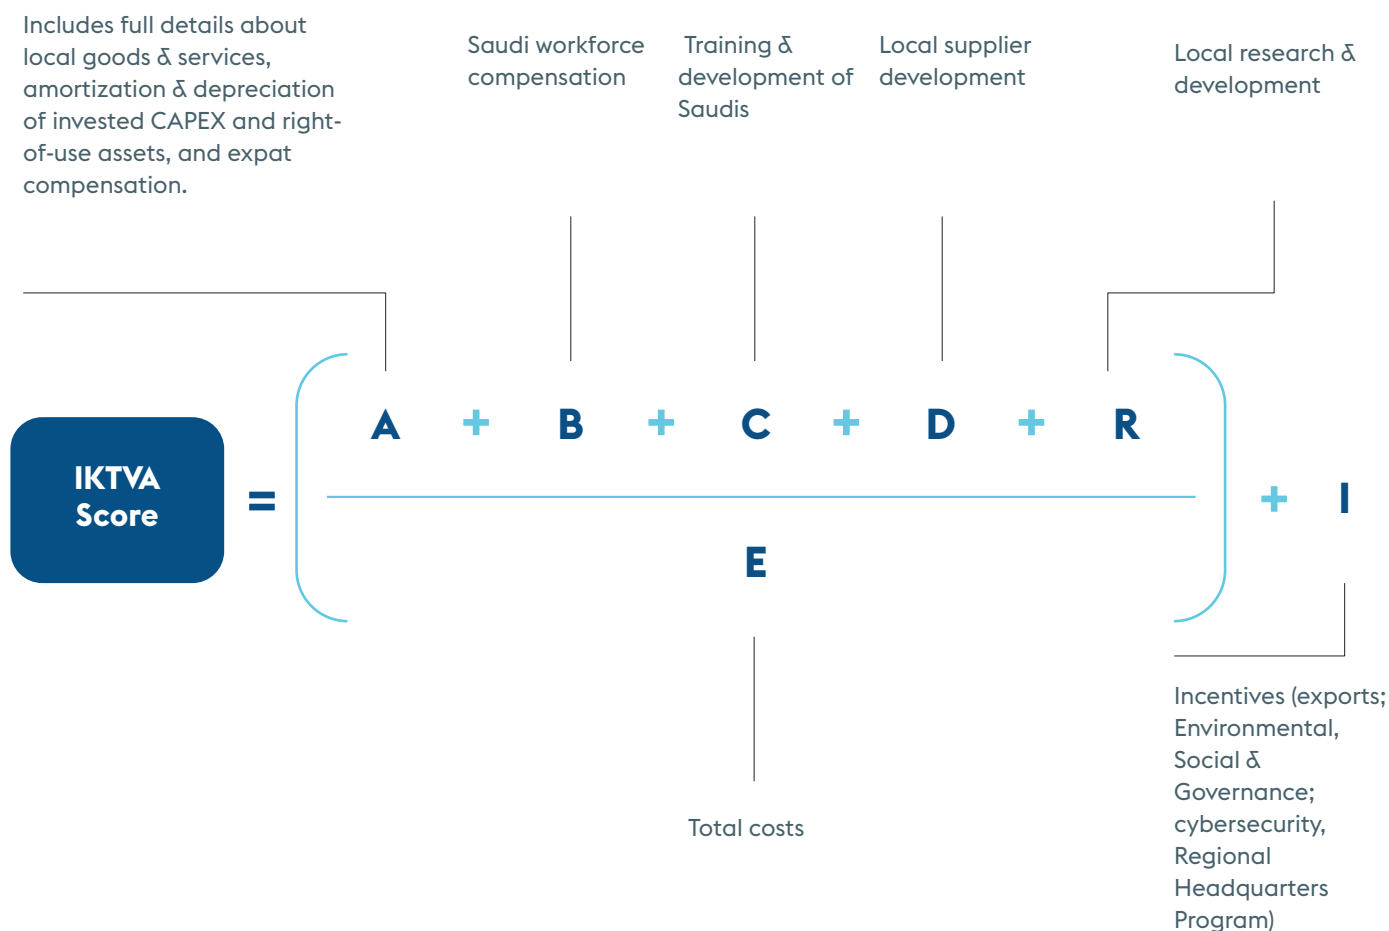 Includes full details about
local goods & services,
amortization & depreciation
of invested CAPEX and right-
of-use assets, and expat
compensation.
Saudi workforce
compensation
Training &
development of
Saudis
Local supplier
development
Local research &
development
IKTVA
Score
=
A + B + C + D + R
E
+ I
Total costs
Incentives (exports;
Environmental,
Social &
Governance;
cybersecurity,
Regional
Headquarters
Program)